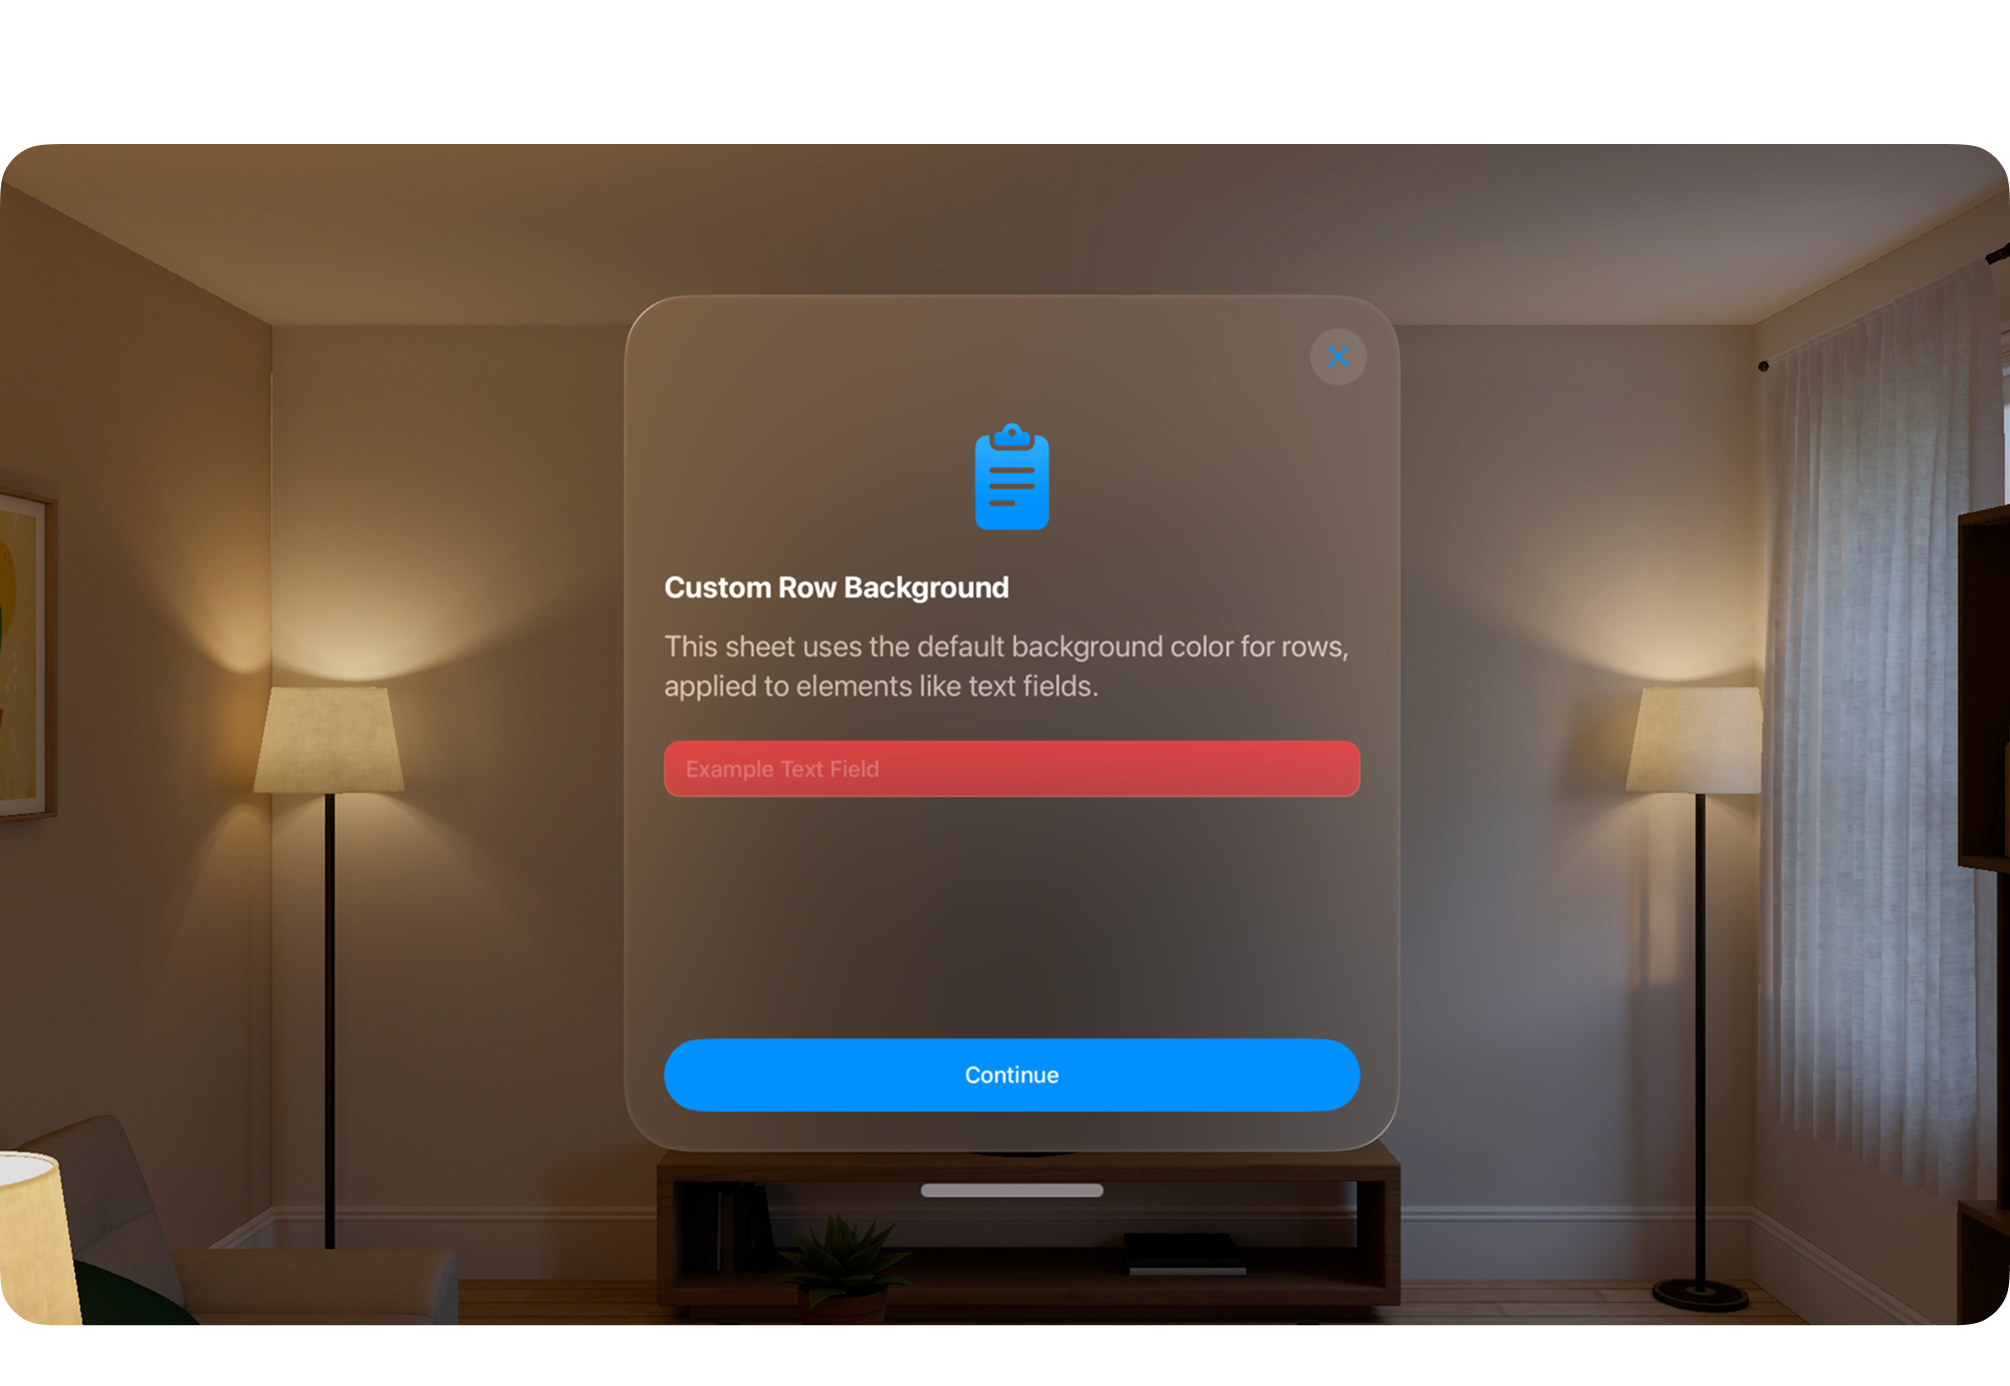 Custom Row Background
This sheet uses the default background color for rows,
applied to elements like text fields.
Example Text Field
Continue